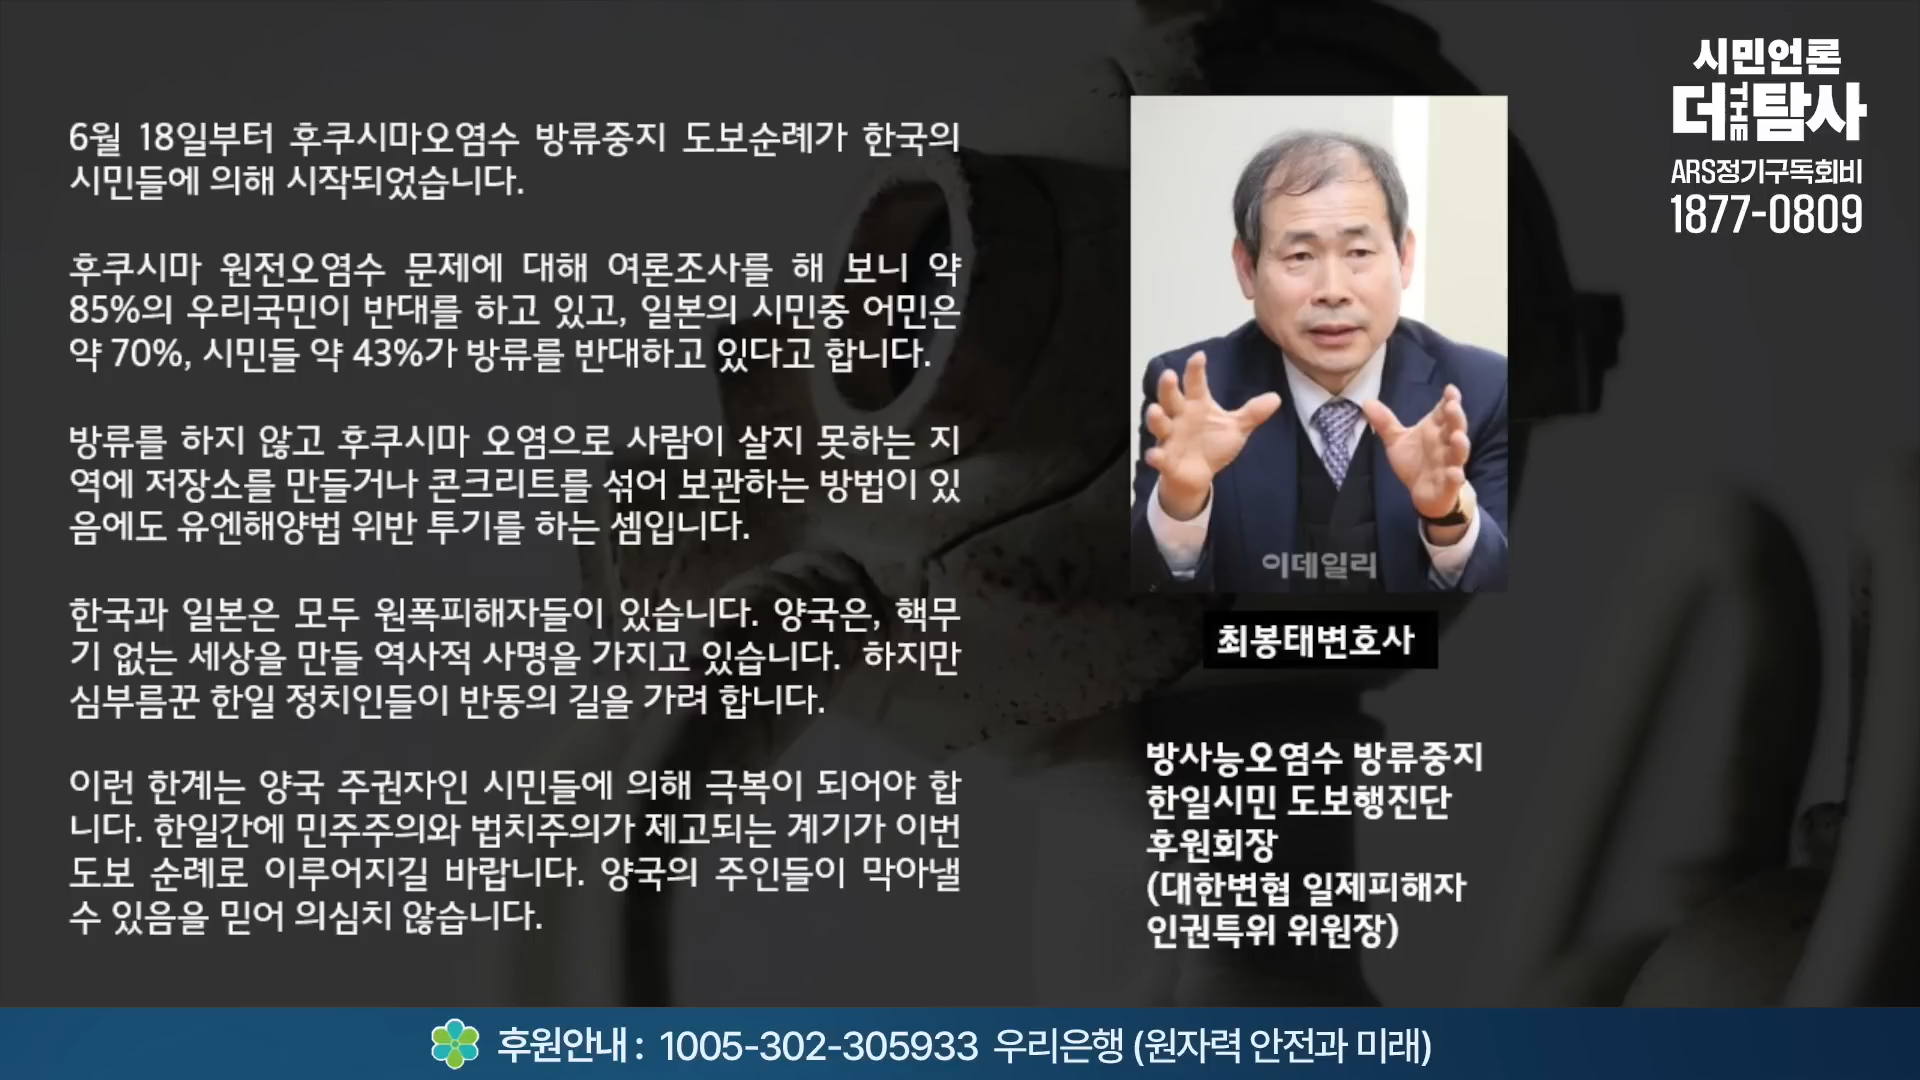 6월 18일부터 후쿠시마오염수 방류중지 도보순례가 한국의
시민들에 의해 시작되었습니다.
후쿠시마 원전오염수 문제에 대해 여론조사를 해 보니 약
85%의 우리국민이 반대를 하고 있고, 일본의 시민중 어민은
약 70%, 시민들 약 43%가 방류를 반대하고 있다고 합니다.
방류를 하지 않고 후쿠시마 오염으로 사람이 살지 못하는 지
역에 저장소를 만들거나 콘크리트를 섞어 보관하는 방법이 있
음에도 유엔해양법 위반 투기를 하는 셈입니다.
한국과 일본은 모두 원폭피해자들이 있습니다. 양국은, 핵무
기 없는 세상을 만들 역사적 사명을 가지고 있습니다. 하지만
심부름꾼 한일 정치인들이 반동의 길을 가려 합니다.
이런 한계는 양국 주권자인 시민들에 의해 극복이 되어야 합
니다. 한일간에 민주주의와 법치주의가 제고되는 계기가 이번
도보 순례로 이루어지길 바랍니다. 양국의 주인들이 막아낼
수 있음을 믿어 의심치 않습니다.
이데일리
최봉태변호사
방사능오염수 방류중지
한일시민 도보행진단
후원회장
(대한변협 일제피해자
인권특위 위원장)
시민언론
더THE탐사
ARS정기구독회비
1877-0809
후원안내 : 1005-302-305933 우리은행 (원자력 안전과 미래)